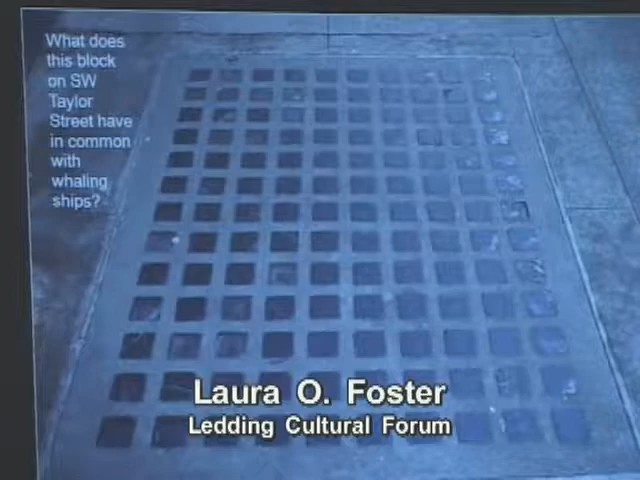 What does
this block
on SW
Taylor
Street have
in common
with
whaling
ships?
Laura O. Foster
Ledding Cultural Forum